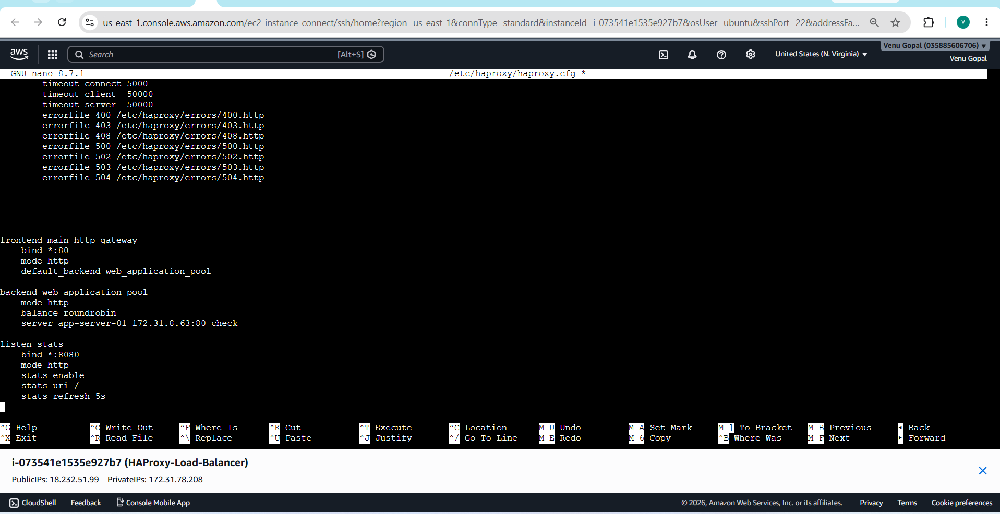 us-east-1.console.aws.amazon.com/ec2-instance-connect/ssh/home?region=us-east-1&connType=standard&instanceId=i-073541e1535e927b7&osUser=ubuntu&sshPort=22&addressFa...
V
aws
Search
[Alt+S]
United States (N. Virginia)
Venu Gopal (035885606706)
Venu Gopal
GNU nano 8.7.1 /etc/haproxy/haproxy.cfg *
timeout connect 5000
timeout client  50000
timeout server  50000
errorfile 400 /etc/haproxy/errors/400.http
errorfile 403 /etc/haproxy/errors/403.http
errorfile 408 /etc/haproxy/errors/408.http
errorfile 500 /etc/haproxy/errors/500.http
errorfile 502 /etc/haproxy/errors/502.http
errorfile 503 /etc/haproxy/errors/503.http
errorfile 504 /etc/haproxy/errors/504.http
frontend main_http_gateway
bind *:80
mode http
default_backend web_application_pool
backend web_application_pool
mode http
balance roundrobin
server app-server-01 172.31.8.63:80 check
listen stats
bind *:8080
mode http
stats enable
stats uri /
stats refresh 5s
^G Help ^O Write Out ^F Where Is ^K Cut ^T Execute ^C Location M-U Undo M-A Set Mark M-] To Bracket M-B Previous ◂ Back
^X Exit ^R Read File ^\ Replace ^U Paste ^J Justify ^/ Go To Line M-E Redo M-6 Copy ^B Where Was M-F Next ▸ Forward
i-073541e1535e927b7 (HAProxy-Load-Balancer)
PublicIPs: 18.232.51.99 PrivateIPs: 172.31.78.208
CloudShell Feedback Console Mobile App © 2026, Amazon Web Services, Inc. or its affiliates. Privacy Terms Cookie preferences